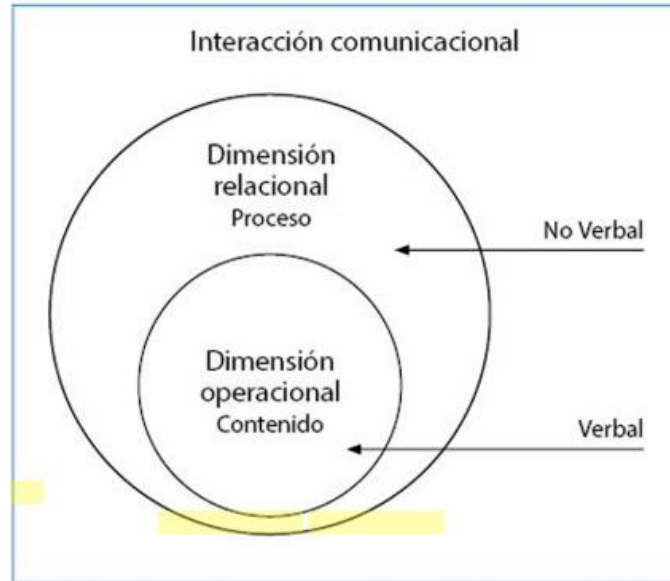 Interacción comunicacional
Dimensión
relacional
Proceso
No Verbal
Dimensión
operacional
Contenido
Verbal